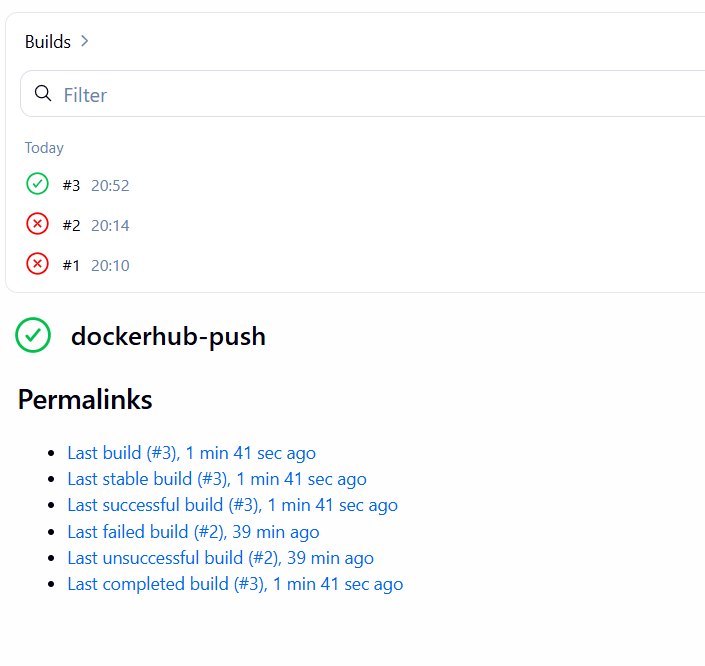 Builds
Filter
Today
#3 20:52
#2 20:14
#1 20:10
dockerhub-push
Permalinks
Last build (#3), 1 min 41 sec ago
Last stable build (#3), 1 min 41 sec ago
Last successful build (#3), 1 min 41 sec ago
Last failed build (#2), 39 min ago
Last unsuccessful build (#2), 39 min ago
Last completed build (#3), 1 min 41 sec ago